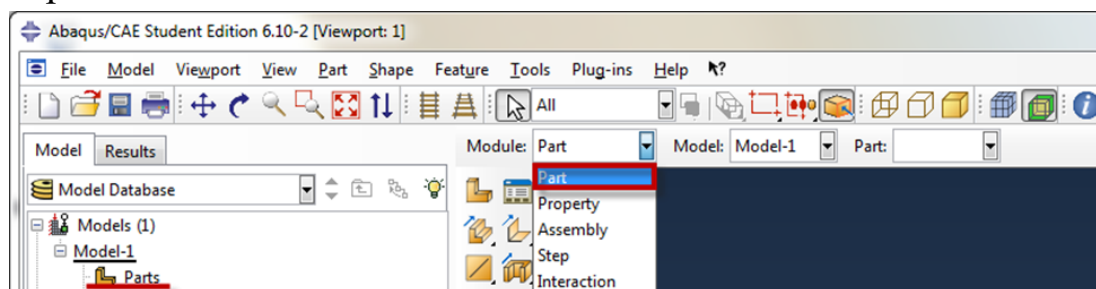 Abaqus/CAE Student Edition 6.10-2 [Viewport: 1]
File Model Viewport View Part Shape Feature Tools Plug-ins Help
All
Model Results
Module: Part Model: Model-1 Part:
Model Database
Part
Property
Assembly
Step
Interaction
Models (1)
Model-1
Parts